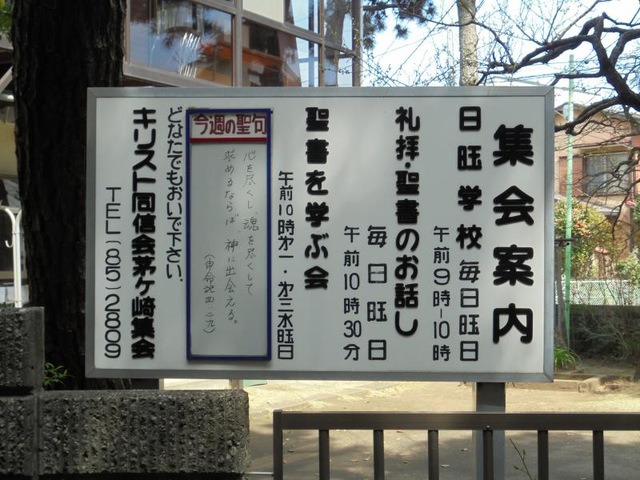 集会案内
日旺学校 毎日旺日
午前9時-10時
礼拝・聖書のお話し
毎日旺日
午前10時30分
聖書を学ぶ会
午前10時才一・才三水旺日
今週の聖句
心を尽くし、魂を尽くして
求めるならば、神に出会える。
(申命記四・二九)
どなたでもおいで下さい.
キリスト同信会茅ケ崎集会
TEL(85)2809